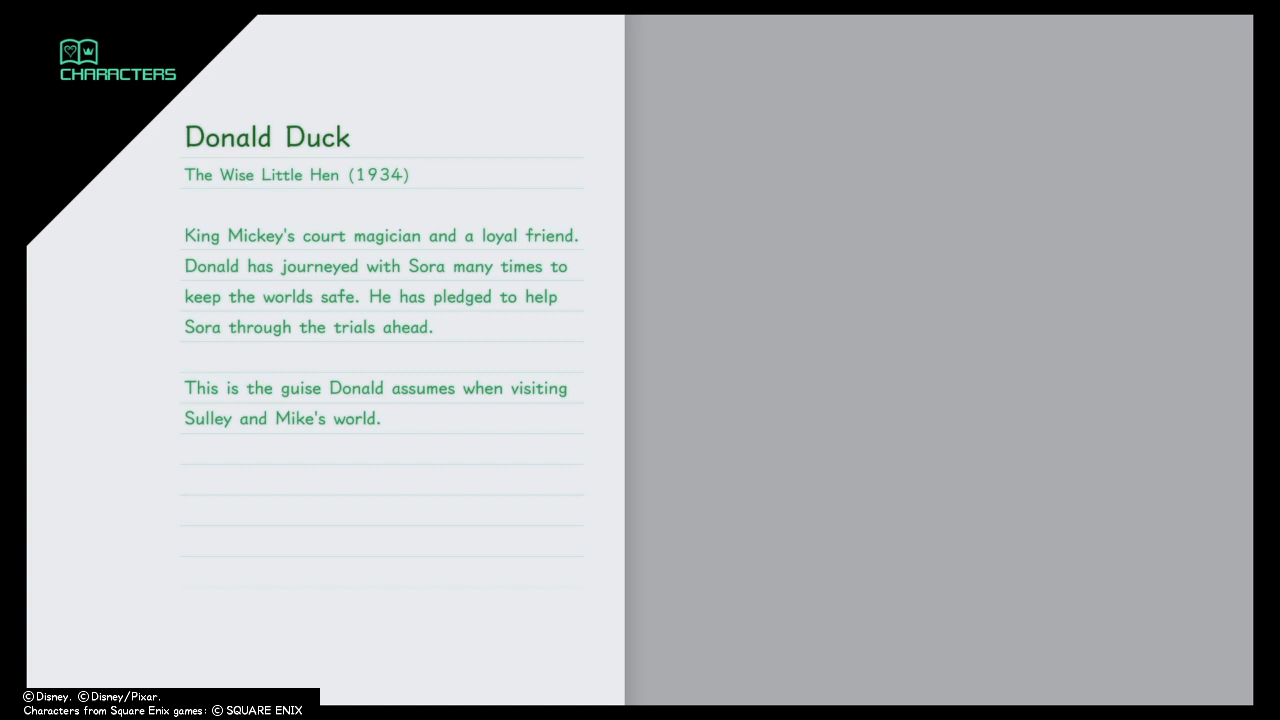 CHARACTERS
Donald Duck
The Wise Little Hen (1934)
King Mickey's court magician and a loyal friend.
Donald has journeyed with Sora many times to
keep the worlds safe. He has pledged to help
Sora through the trials ahead.
This is the guise Donald assumes when visiting
Sulley and Mike's world.
©Disney. ©Disney/Pixar.
Characters from Square Enix games: © SQUARE ENIX